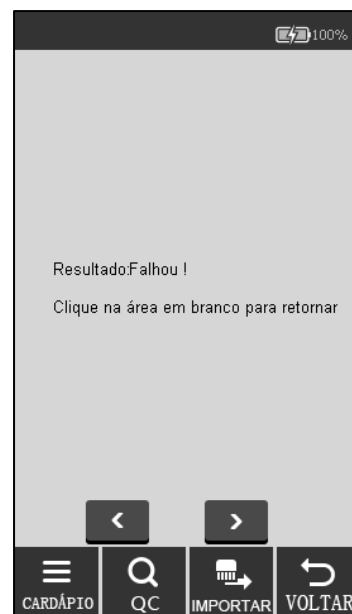 100%
Resultado:Falhou !
Clique na área em branco para retornar
CARDÁPIO
QC
IMPORTAR
VOLTAR